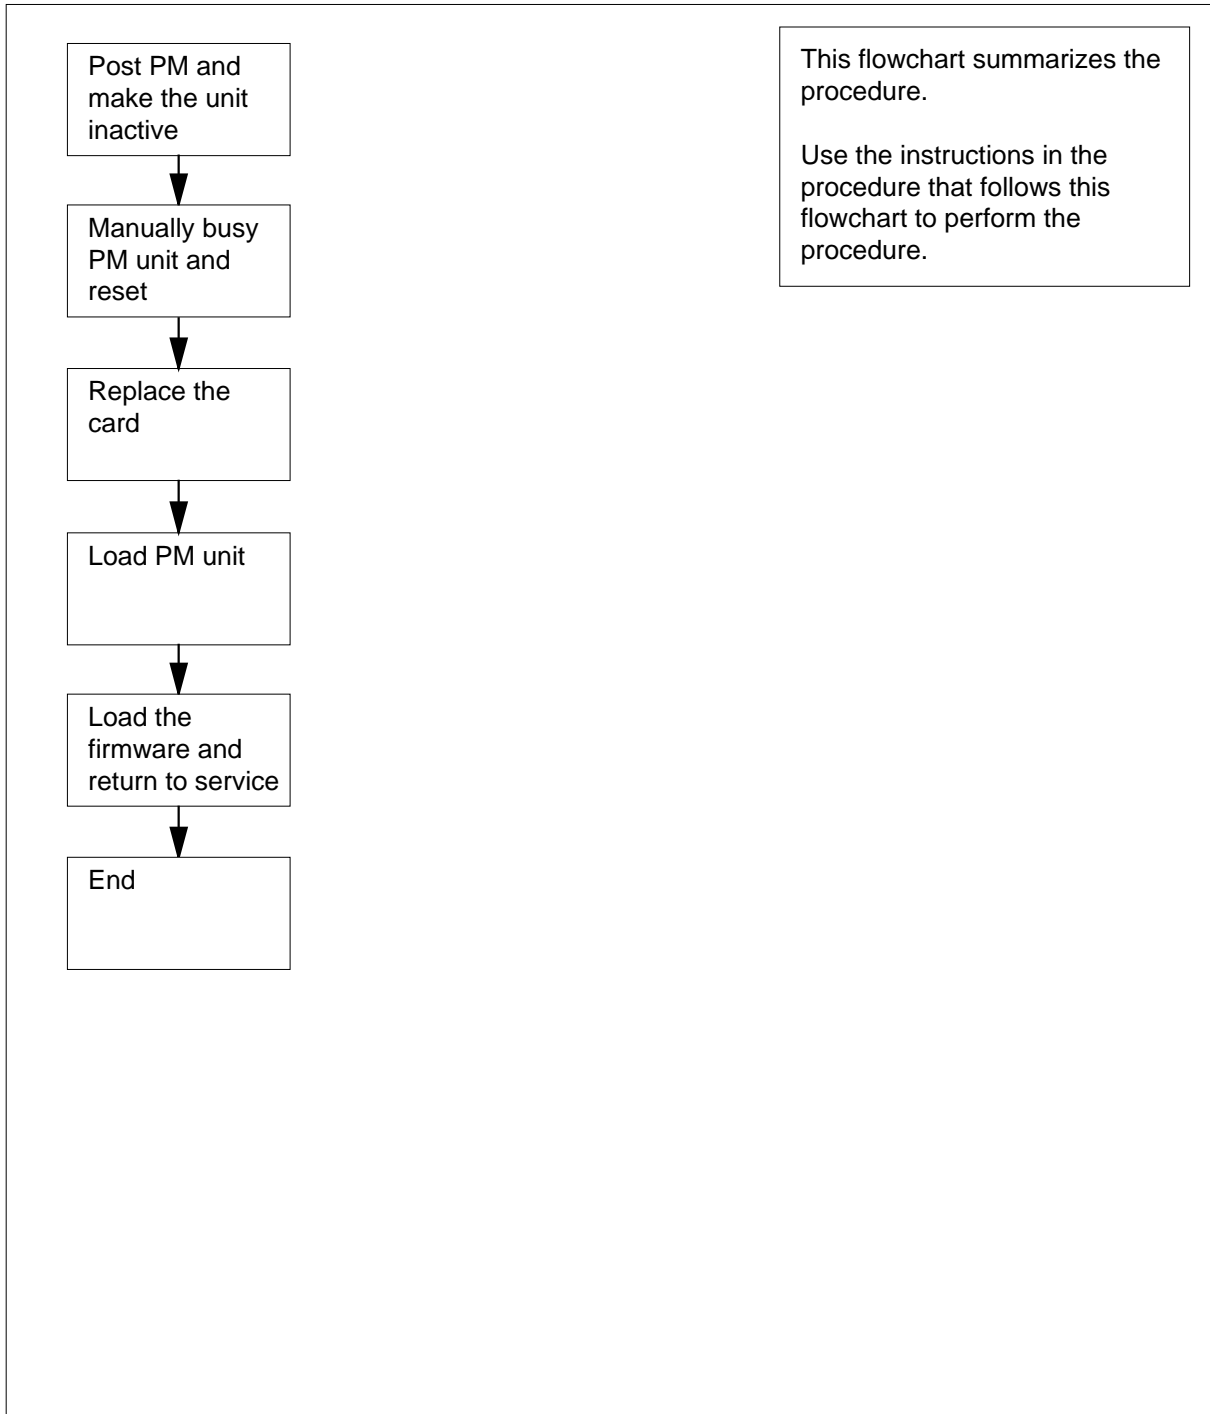 Post PM and
make the unit
inactive
Manually busy
PM unit and
reset
Replace the
card
Load PM unit
Load the
firmware and
return to service
End
This flowchart summarizes the
procedure.
Use the instructions in the
procedure that follows this
flowchart to perform the
procedure.